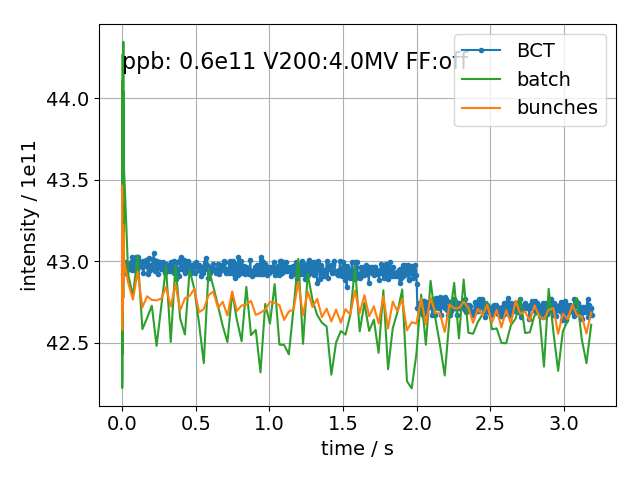 ppb: 0.6e11 V200:4.0MV FF:off
BCT
batch
bunches
intensity / 1e11
44.0
43.5
43.0
42.5
0.0 0.5 1.0 1.5 2.0 2.5 3.0
time / s